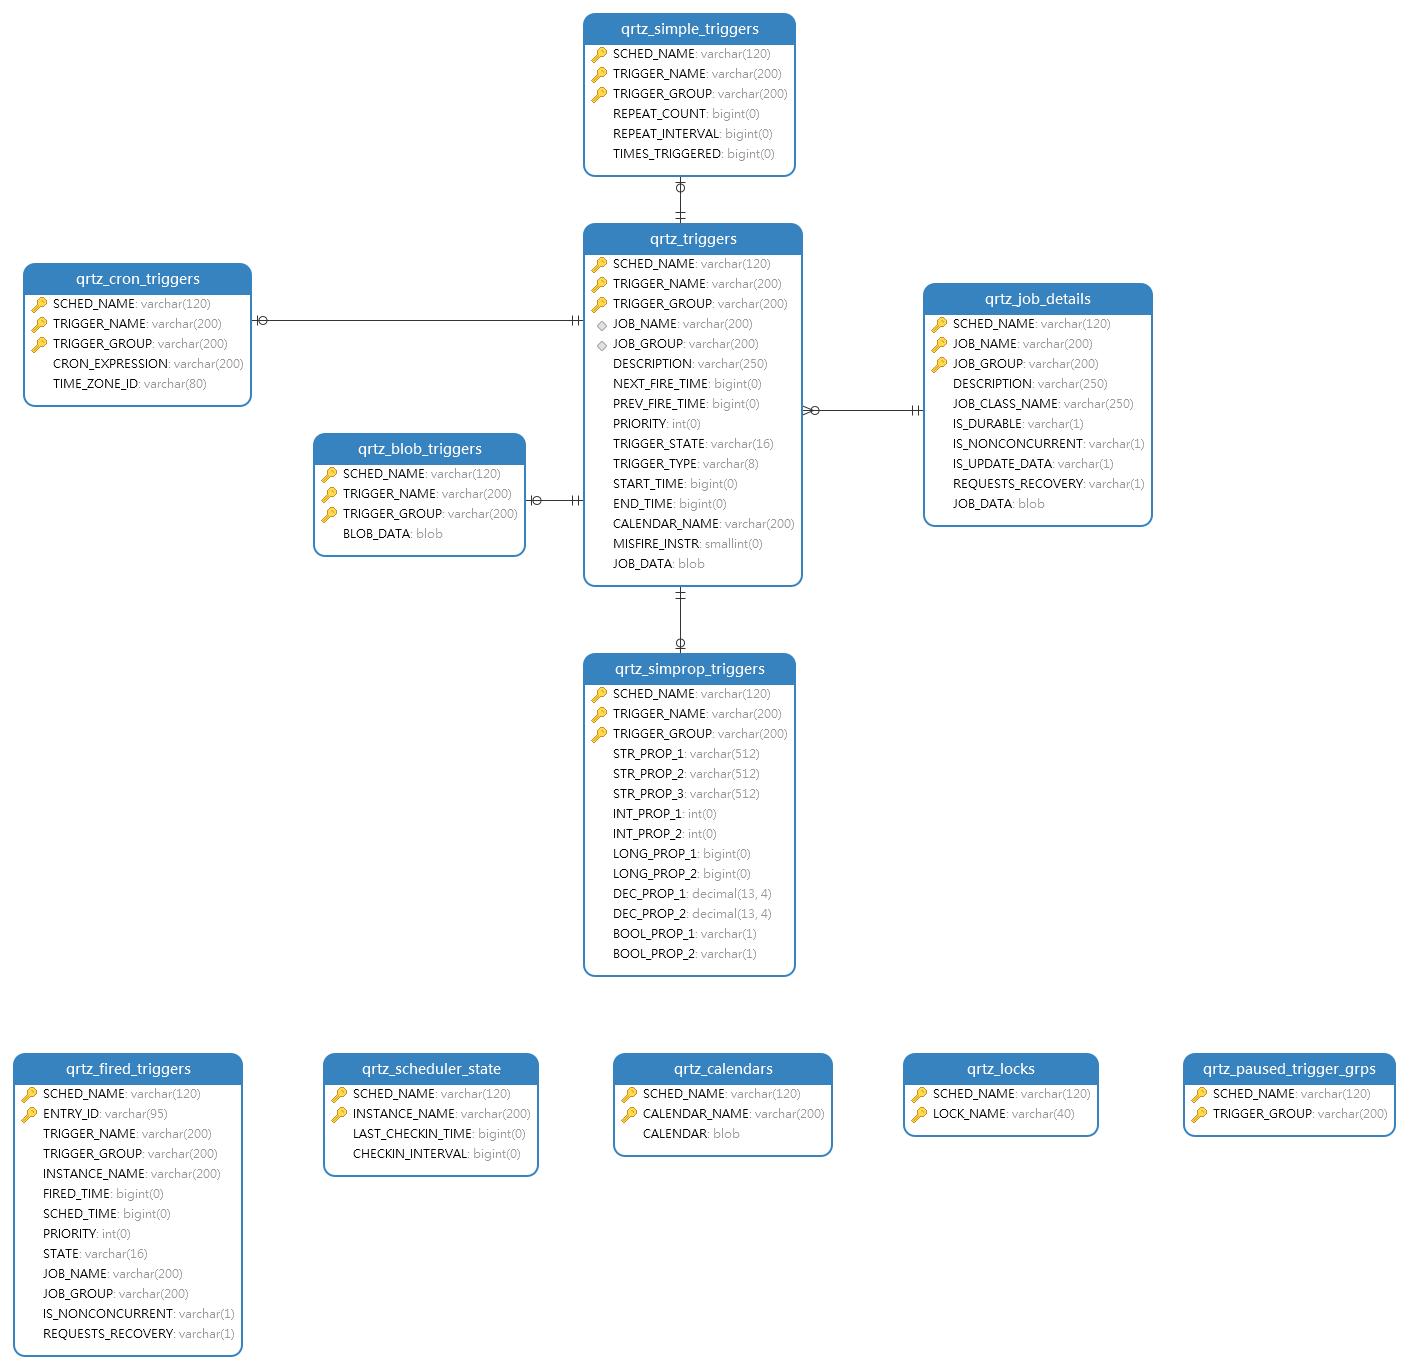 qrtz_simple_triggers
SCHED_NAME: varchar(120)
TRIGGER_NAME: varchar(200)
TRIGGER_GROUP: varchar(200)
REPEAT_COUNT: bigint(0)
REPEAT_INTERVAL: bigint(0)
TIMES_TRIGGERED: bigint(0)
qrtz_triggers
SCHED_NAME: varchar(120)
TRIGGER_NAME: varchar(200)
TRIGGER_GROUP: varchar(200)
JOB_NAME: varchar(200)
JOB_GROUP: varchar(200)
DESCRIPTION: varchar(250)
NEXT_FIRE_TIME: bigint(0)
PREV_FIRE_TIME: bigint(0)
PRIORITY: int(0)
TRIGGER_STATE: varchar(16)
TRIGGER_TYPE: varchar(8)
START_TIME: bigint(0)
END_TIME: bigint(0)
CALENDAR_NAME: varchar(200)
MISFIRE_INSTR: smallint(0)
JOB_DATA: blob
qrtz_cron_triggers
SCHED_NAME: varchar(120)
TRIGGER_NAME: varchar(200)
TRIGGER_GROUP: varchar(200)
CRON_EXPRESSION: varchar(200)
TIME_ZONE_ID: varchar(80)
qrtz_job_details
SCHED_NAME: varchar(120)
JOB_NAME: varchar(200)
JOB_GROUP: varchar(200)
DESCRIPTION: varchar(250)
JOB_CLASS_NAME: varchar(250)
IS_DURABLE: varchar(1)
IS_NONCONCURRENT: varchar(1)
IS_UPDATE_DATA: varchar(1)
REQUESTS_RECOVERY: varchar(1)
JOB_DATA: blob
qrtz_blob_triggers
SCHED_NAME: varchar(120)
TRIGGER_NAME: varchar(200)
TRIGGER_GROUP: varchar(200)
BLOB_DATA: blob
qrtz_simprop_triggers
SCHED_NAME: varchar(120)
TRIGGER_NAME: varchar(200)
TRIGGER_GROUP: varchar(200)
STR_PROP_1: varchar(512)
STR_PROP_2: varchar(512)
STR_PROP_3: varchar(512)
INT_PROP_1: int(0)
INT_PROP_2: int(0)
LONG_PROP_1: bigint(0)
LONG_PROP_2: bigint(0)
DEC_PROP_1: decimal(13, 4)
DEC_PROP_2: decimal(13, 4)
BOOL_PROP_1: varchar(1)
BOOL_PROP_2: varchar(1)
qrtz_fired_triggers
SCHED_NAME: varchar(120)
ENTRY_ID: varchar(95)
TRIGGER_NAME: varchar(200)
TRIGGER_GROUP: varchar(200)
INSTANCE_NAME: varchar(200)
FIRED_TIME: bigint(0)
SCHED_TIME: bigint(0)
PRIORITY: int(0)
STATE: varchar(16)
JOB_NAME: varchar(200)
JOB_GROUP: varchar(200)
IS_NONCONCURRENT: varchar(1)
REQUESTS_RECOVERY: varchar(1)
qrtz_scheduler_state
SCHED_NAME: varchar(120)
INSTANCE_NAME: varchar(200)
LAST_CHECKIN_TIME: bigint(0)
CHECKIN_INTERVAL: bigint(0)
qrtz_calendars
SCHED_NAME: varchar(120)
CALENDAR_NAME: varchar(200)
CALENDAR: blob
qrtz_locks
SCHED_NAME: varchar(120)
LOCK_NAME: varchar(40)
qrtz_paused_trigger_grps
SCHED_NAME: varchar(120)
TRIGGER_GROUP: varchar(200)